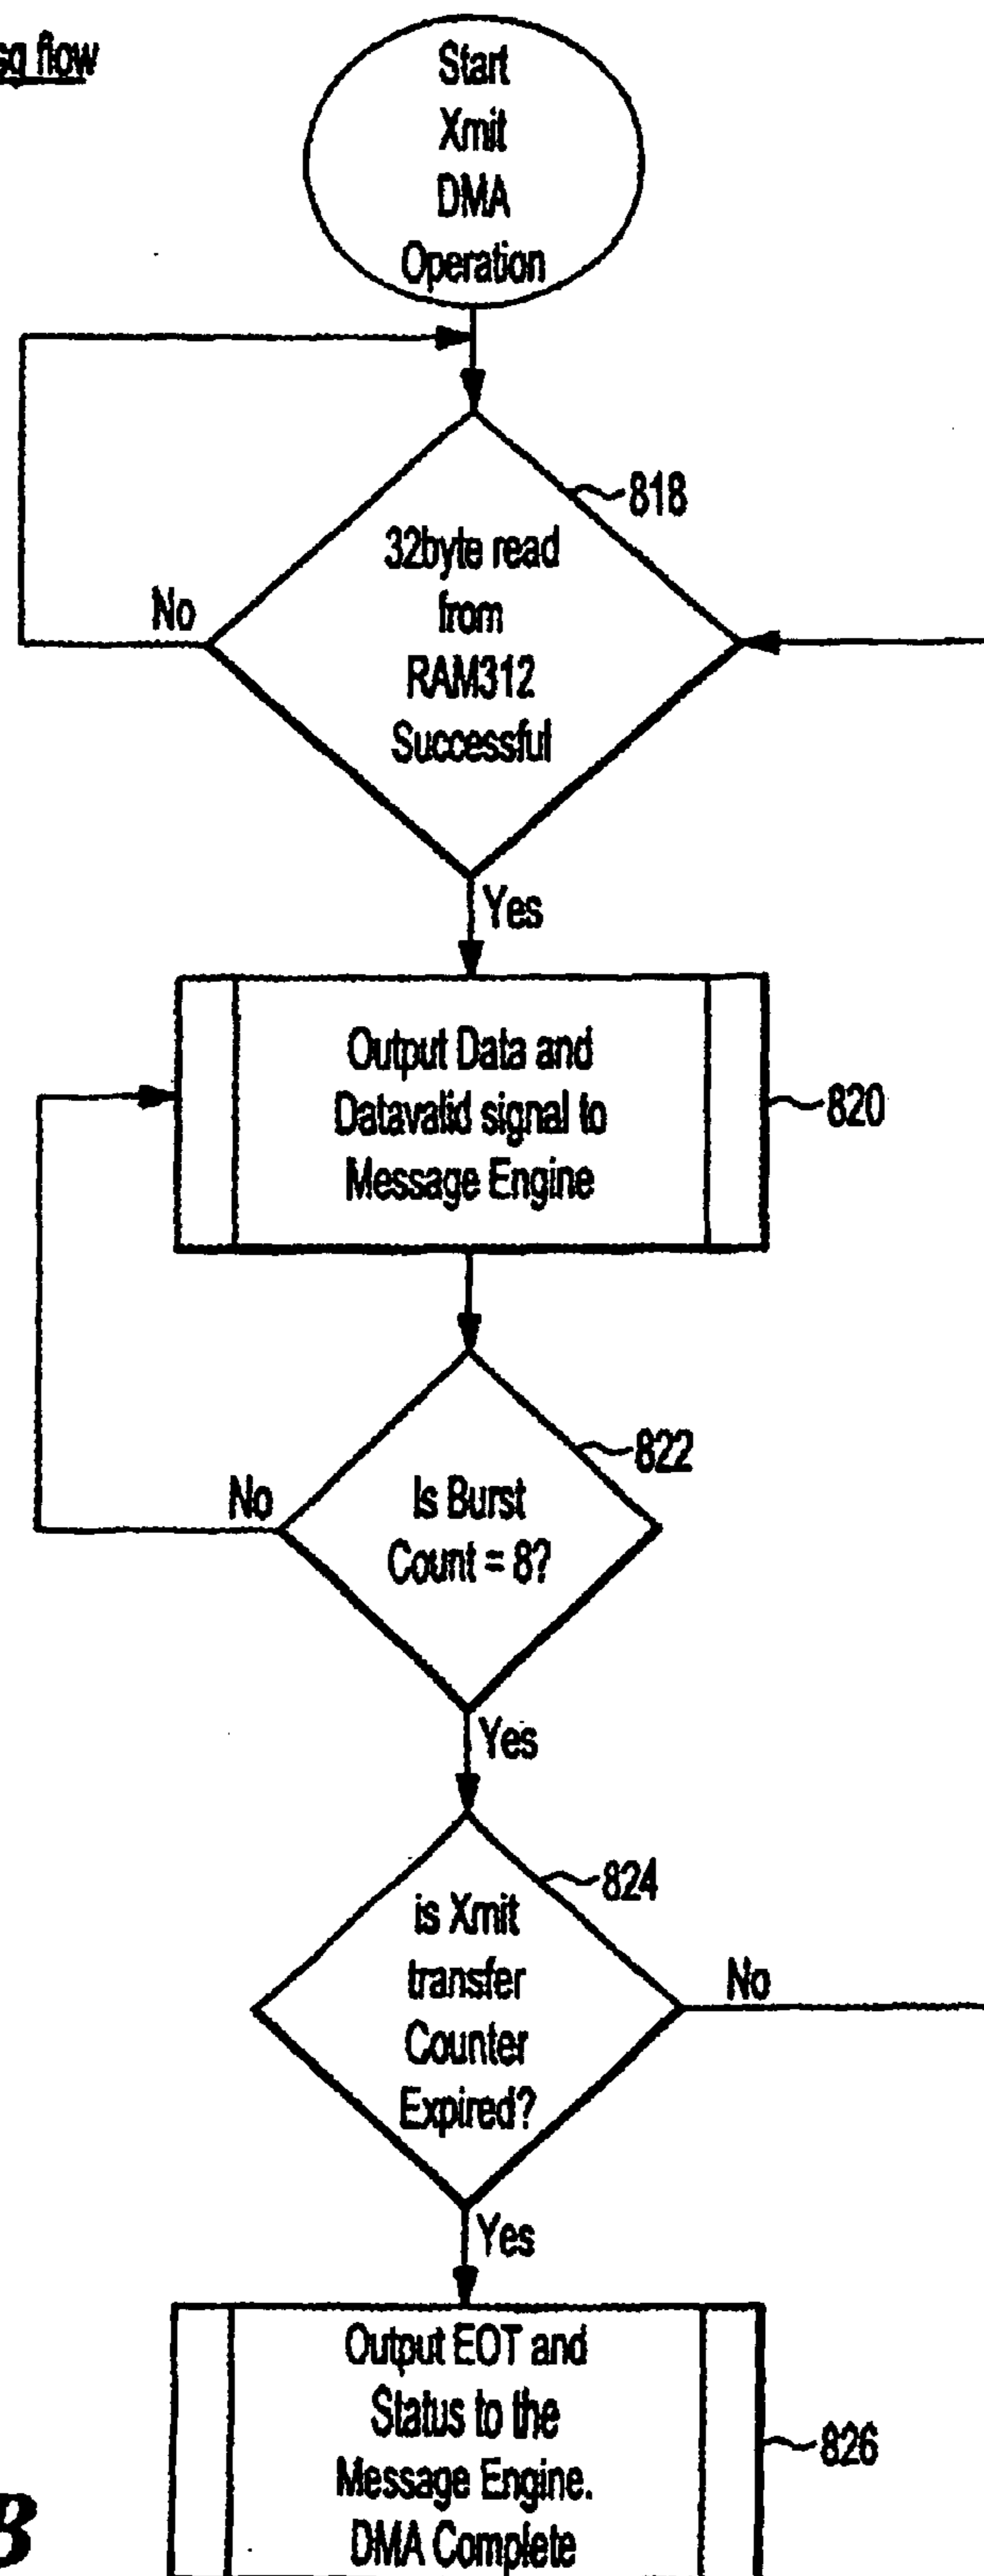 flow
Start
Xmit
DMA
Operation
818
32byte read
from
RAM312
Successful
No
Yes
Output Data and
Datavalid signal to
Message Engine
820
822
Is Burst
Count = 8?
No
Yes
824
is Xmit
transfer
Counter
Expired?
No
Yes
Output EOT and
Status to the
Message Engine.
DMA Complete
826
B